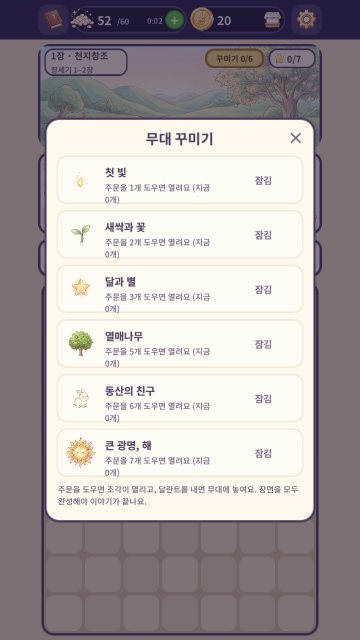 52 /60 0:02 + 20
1장 · 천지창조
창세기 1–2장
꾸미기 0/6
0/7
무대 꾸미기
첫 빛
주문을 1개 도우면 열려요 (지금
0개)
잠김
새싹과 꽃
주문을 2개 도우면 열려요 (지금
0개)
잠김
달과 별
주문을 3개 도우면 열려요 (지금
0개)
잠김
열매나무
주문을 5개 도우면 열려요 (지금
0개)
잠김
동산의 친구
주문을 6개 도우면 열려요 (지금
0개)
잠김
큰 광명, 해
주문을 7개 도우면 열려요 (지금
0개)
잠김
주문을 도우면 조각이 열리고, 달란트를 내면 무대에 놓여요. 장면을 모두
완성해야 이야기가 끝나요.